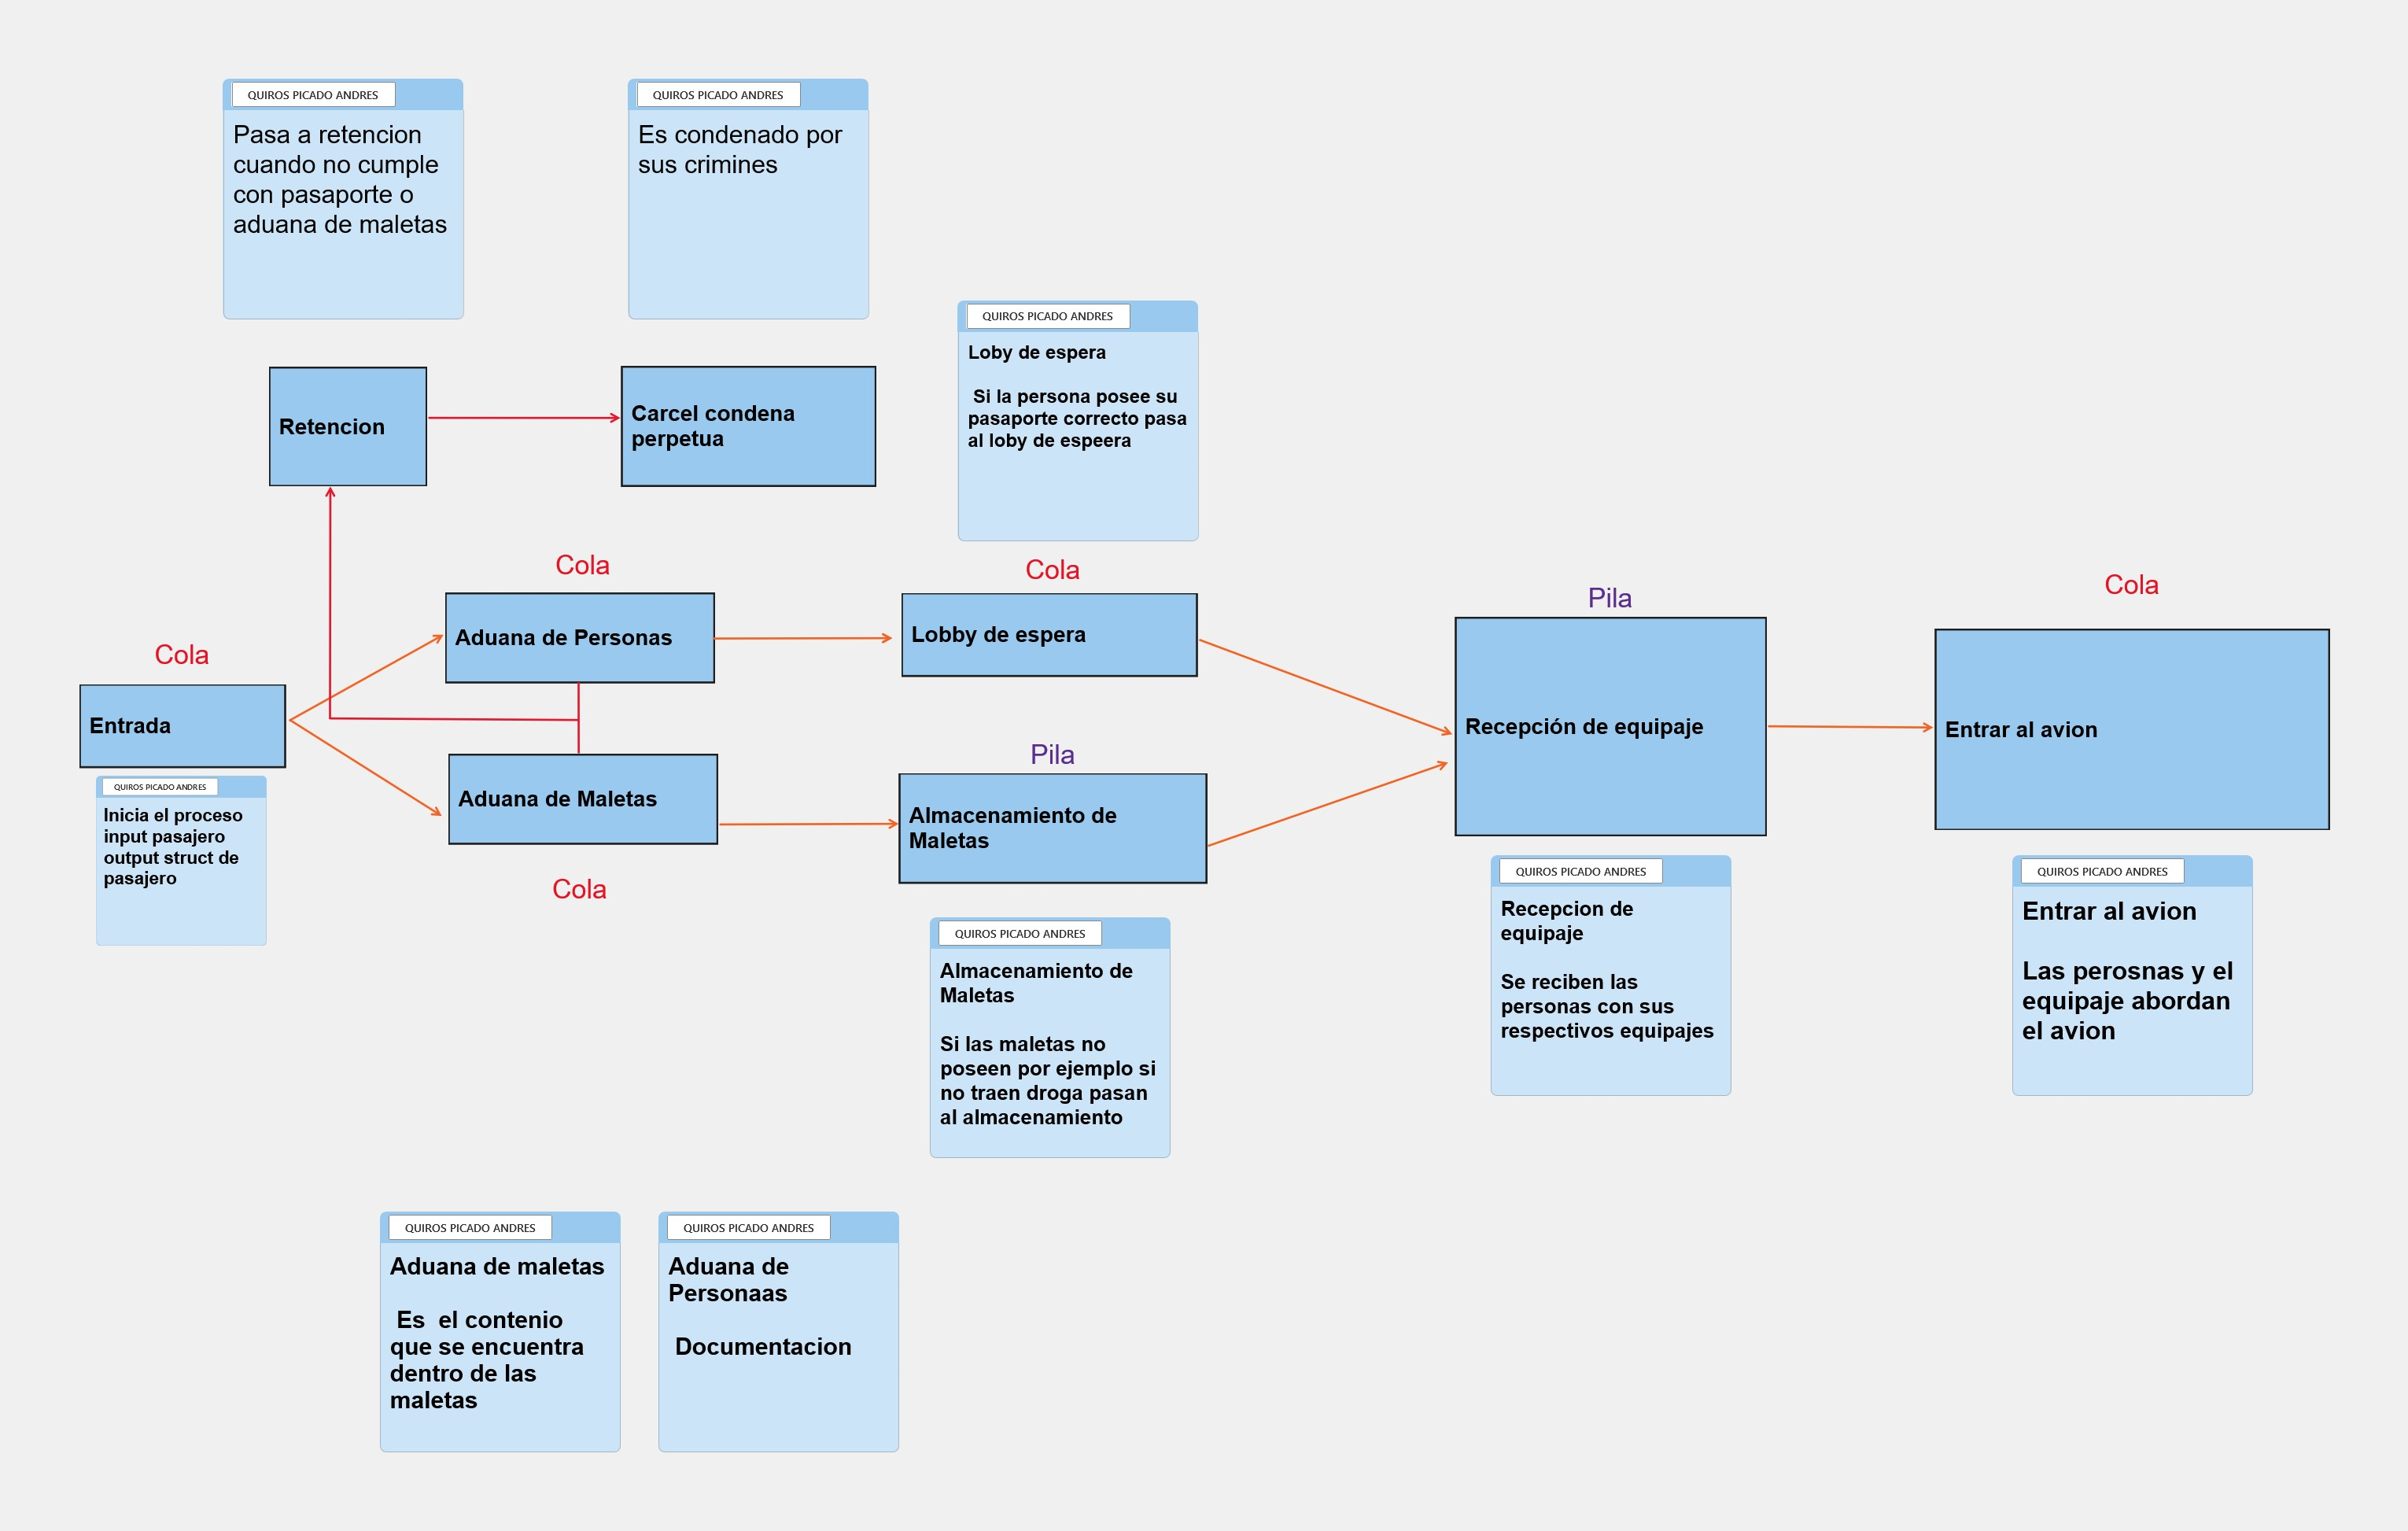 QUIROS PICADO ANDRES
Pasa a retencion
cuando no cumple
con pasaporte o
aduana de maletas
QUIROS PICADO ANDRES
Es condenado por
sus crimines
QUIROS PICADO ANDRES
Loby de espera
Si la persona posee su
pasaporte correcto pasa
al loby de espeera
Retencion
Carcel condena
perpetua
Cola
Aduana de Personas
Cola
Lobby de espera
Cola
Entrada
QUIROS PICADO ANDRES
Inicia el proceso
input pasajero
output struct de
pasajero
Aduana de Maletas
Cola
Pila
Almacenamiento de
Maletas
QUIROS PICADO ANDRES
Almacenamiento de
Maletas
Si las maletas no
poseen por ejemplo si
no traen droga pasan
al almacenamiento
Pila
Recepción de equipaje
QUIROS PICADO ANDRES
Recepcion de
equipaje
Se reciben las
personas con sus
respectivos equipajes
Cola
Entrar al avion
QUIROS PICADO ANDRES
Entrar al avion
Las perosnas y el
equipaje abordan
el avion
QUIROS PICADO ANDRES
Aduana de maletas
Es  el contenio
que se encuentra
dentro de las
maletas
QUIROS PICADO ANDRES
Aduana de
Personaas
Documentacion